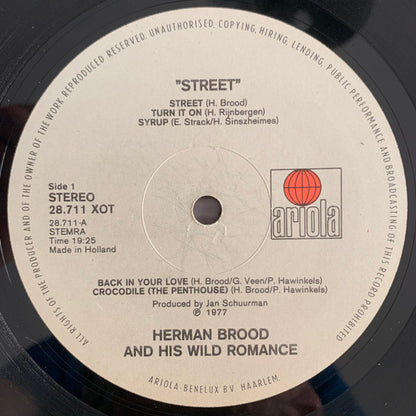 ALL RIGHTS OF THE PRODUCER AND OF THE OWNER OF THE WORK REPRODUCED RESERVED. UNAUTHORISED, COPYING, HIRING, LENDING, PUBLIC PERFORMANCE AND BROADCASTING OF THIS RECORD PROHIBITED
"STREET"
STREET (H. Brood)
TURN IT ON (H. Rijnbergen)
SYRUP (E. Strack/H. Sinszheimes)
Side 1
STEREO
28.711 XOT
28.711-A
STEMRA
Time 19:25
Made in Holland
ariola
BACK IN YOUR LOVE (H. Brood/G. Veen/P. Hawinkels)
CROCODILE (THE PENTHOUSE) (H. Brood/P. Hawinkels)
Produced by Jan Schuurman
℗ 1977
HERMAN BROOD
AND HIS WILD ROMANCE
ARIOLA-BENELUX B.V. HAARLEM.